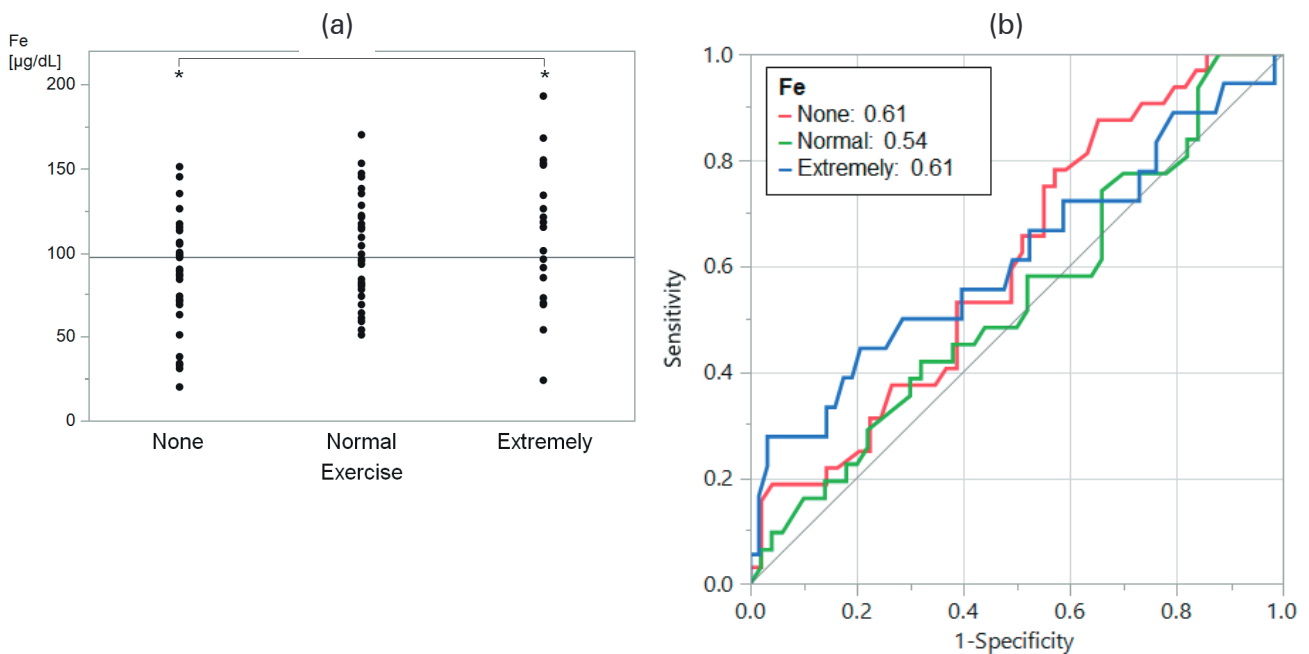 (a)
Fe
[µg/dL]
* *
200
150
100
50
0
None Normal Extremely
Exercise
(b)
Fe
None: 0.61
Normal: 0.54
Extremely: 0.61
Sensitivity
1.0
0.8
0.6
0.4
0.2
0.0
0.0 0.2 0.4 0.6 0.8 1.0
1-Specificity